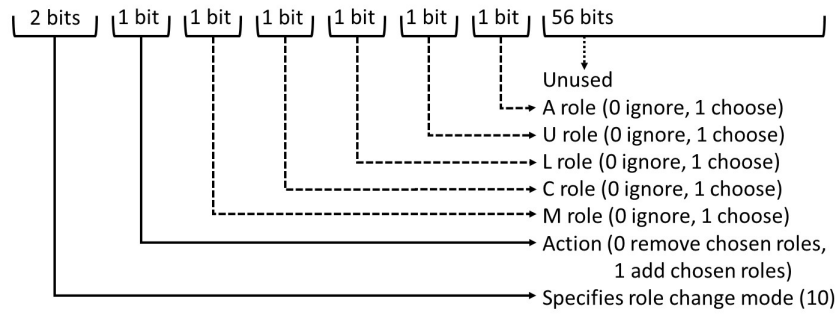 2 bits 1 bit 1 bit 1 bit 1 bit 1 bit 1 bit 56 bits
Unused
A role (0 ignore, 1 choose)
U role (0 ignore, 1 choose)
L role (0 ignore, 1 choose)
C role (0 ignore, 1 choose)
M role (0 ignore, 1 choose)
Action (0 remove chosen roles,
1 add chosen roles)
Specifies role change mode (10)